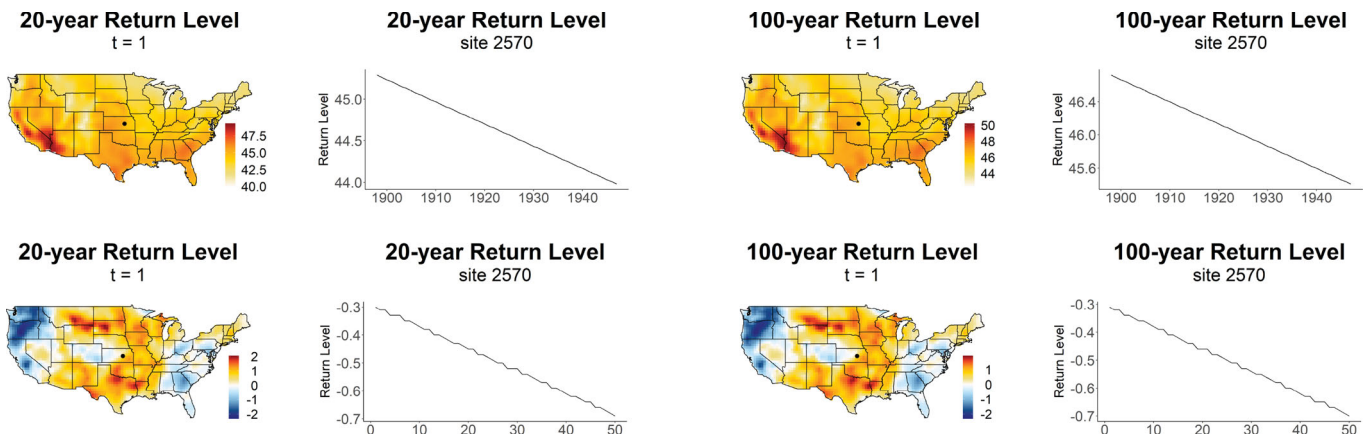 20-year Return Level
t = 1
47.5
45.0
42.5
40.0
20-year Return Level
site 2570
Return Level
45.0
44.5
44.0
1900 1910 1920 1930 1940
100-year Return Level
t = 1
50
48
46
44
100-year Return Level
site 2570
Return Level
46.4
46.0
45.6
1900 1910 1920 1930 1940
20-year Return Level
t = 1
2
1
0
-1
-2
20-year Return Level
site 2570
Return Level
-0.3
-0.4
-0.5
-0.6
-0.7
0 10 20 30 40 50
100-year Return Level
t = 1
1
0
-1
-2
100-year Return Level
site 2570
Return Level
-0.3
-0.4
-0.5
-0.6
-0.7
0 10 20 30 40 50